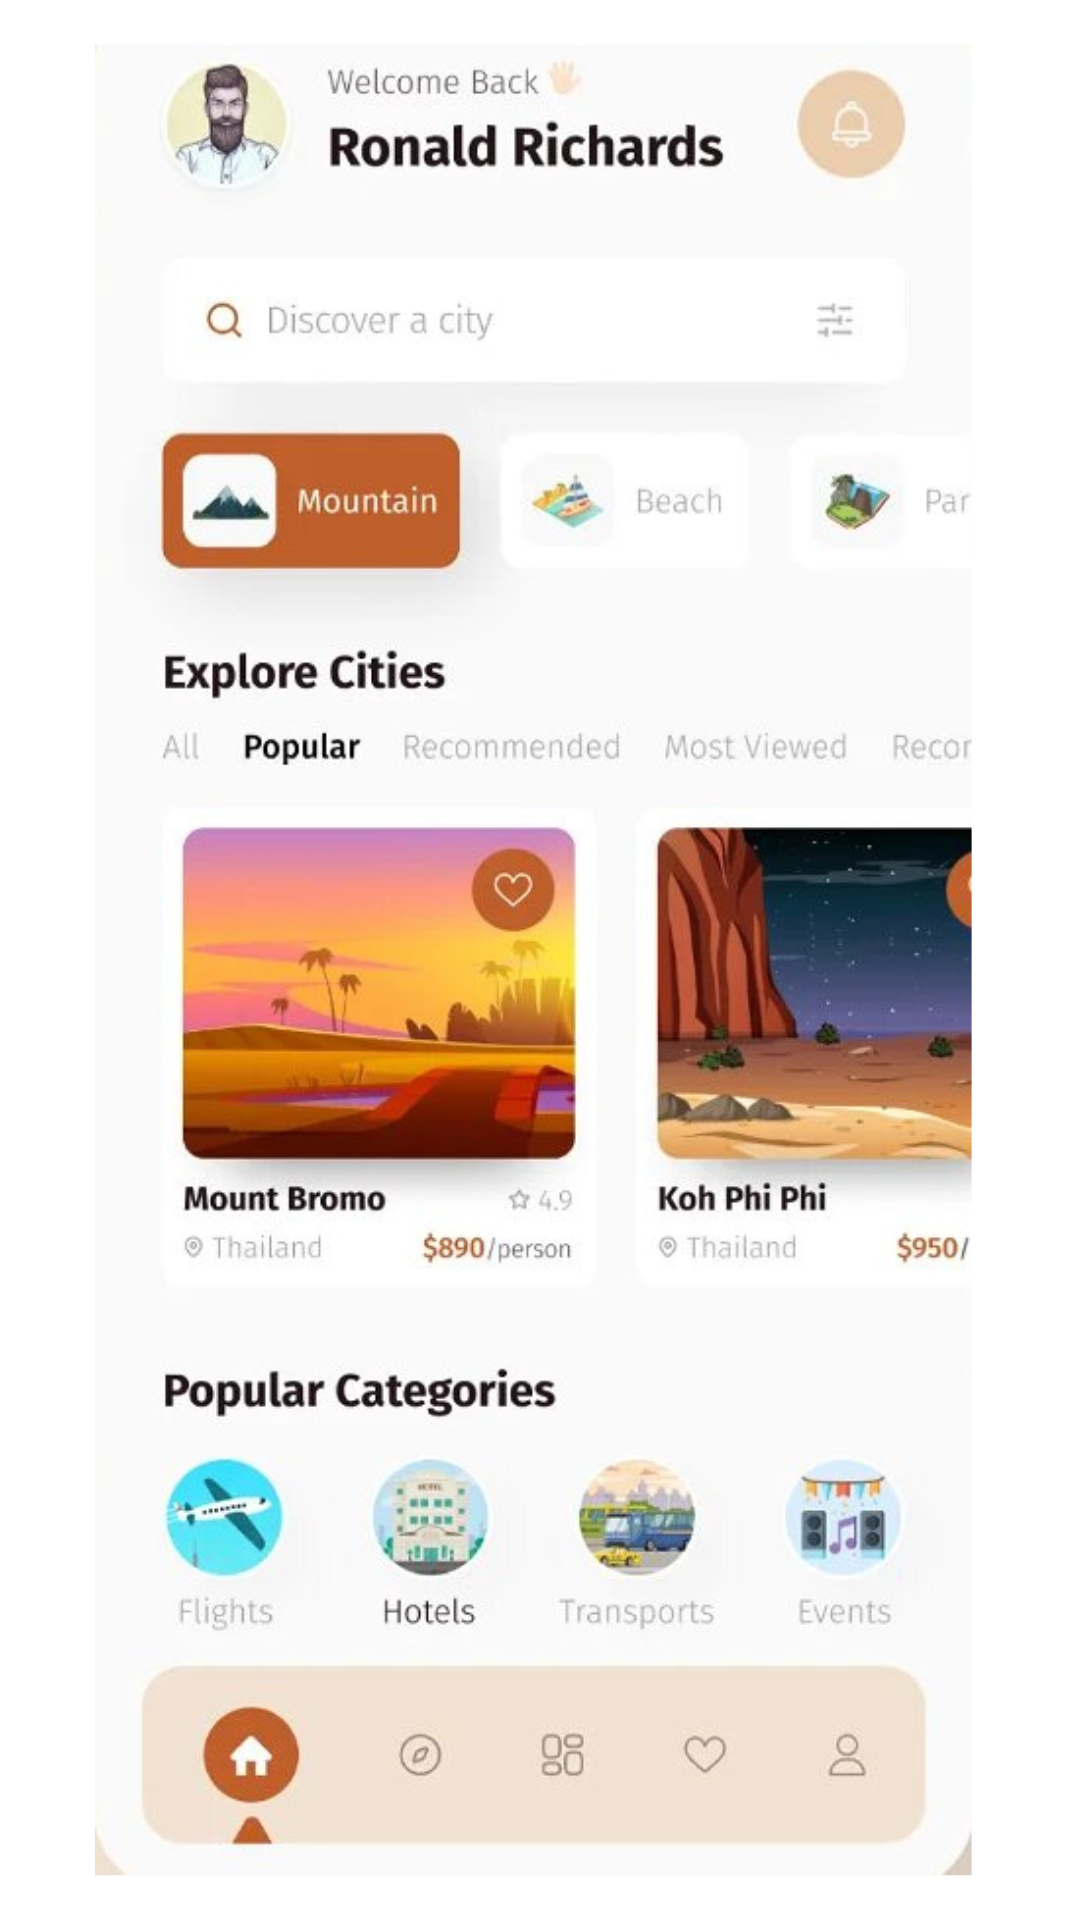 Welcome Back 👋🏻
Ronald Richards
Discover a city
Mountain
Beach
Par
Explore Cities
All Popular Recommended Most Viewed Recor
Mount Bromo 4.9
Thailand $890/person
Koh Phi Phi
Thailand $950/
Popular Categories
HOTEL
Flights Hotels Transports Events